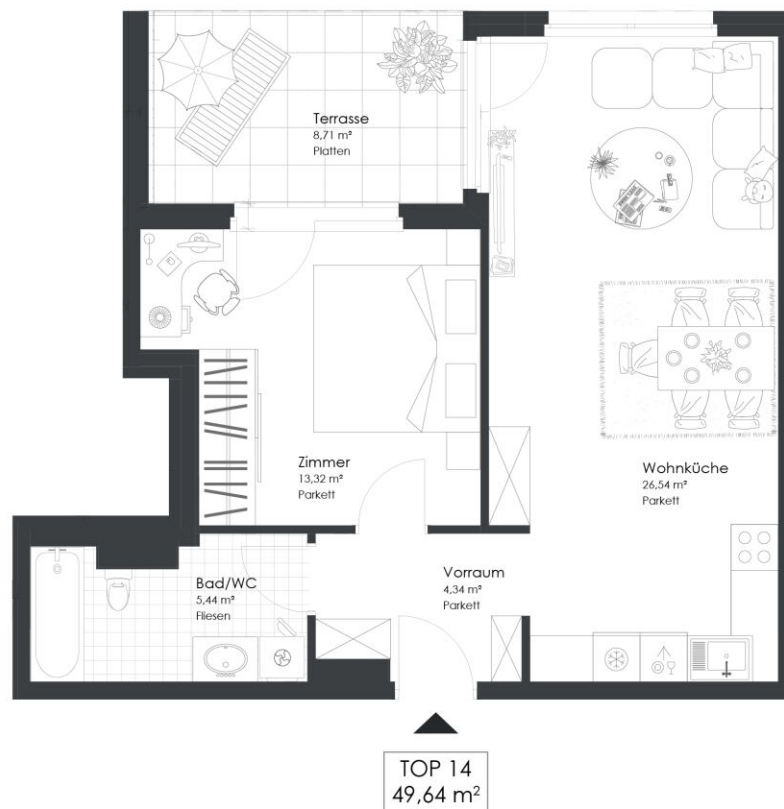 Terrasse
8,71 m²
Platten
Zimmer
13,32 m²
Parkett
Wohnküche
26,54 m²
Parkett
Bad/WC
5,44 m²
Fliesen
Vorraum
4,34 m²
Parkett
TOP 14
49,64 m²